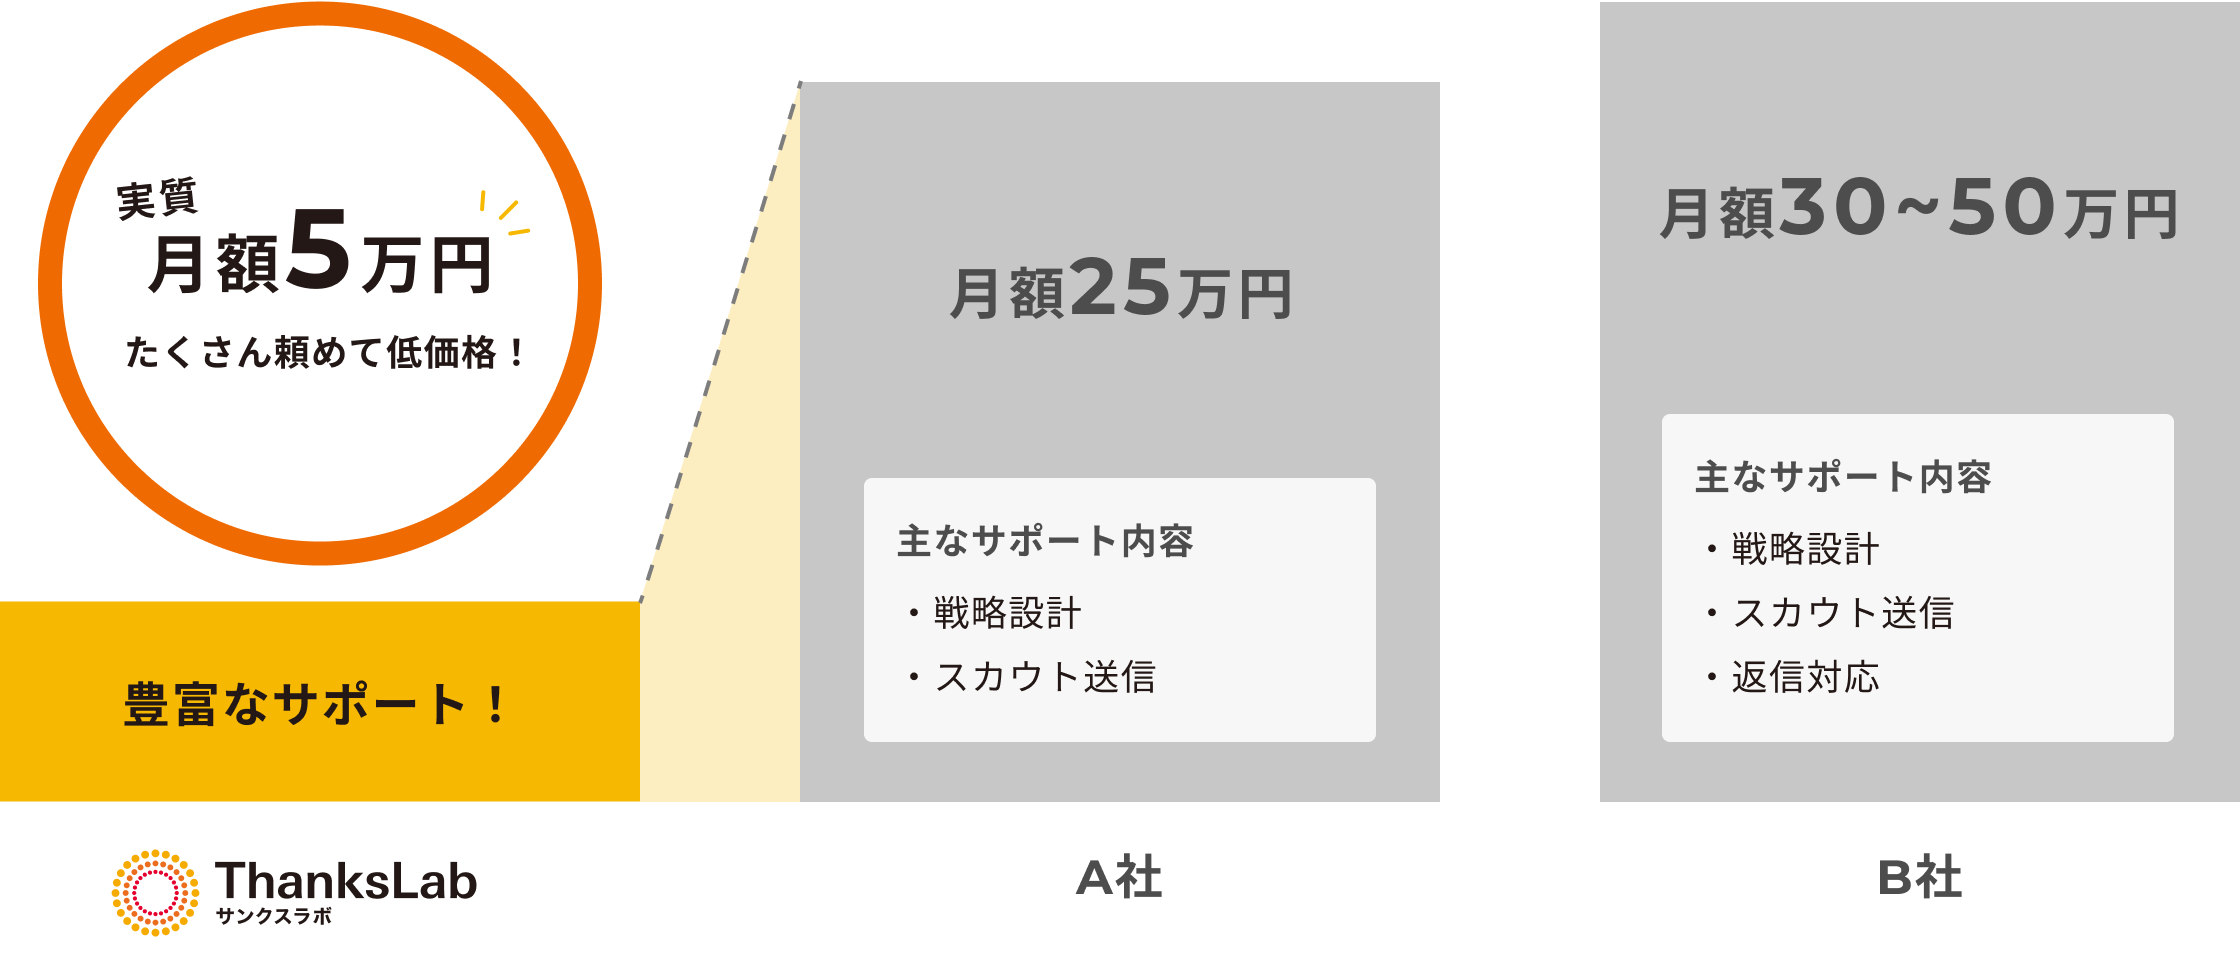 実質
月額5万円
たくさん頼めて低価格！
豊富なサポート！
ThanksLab
サンクスラボ
月額25万円
主なサポート内容
・戦略設計
・スカウト送信
A社
月額30~50万円
主なサポート内容
・戦略設計
・スカウト送信
・返信対応
B社